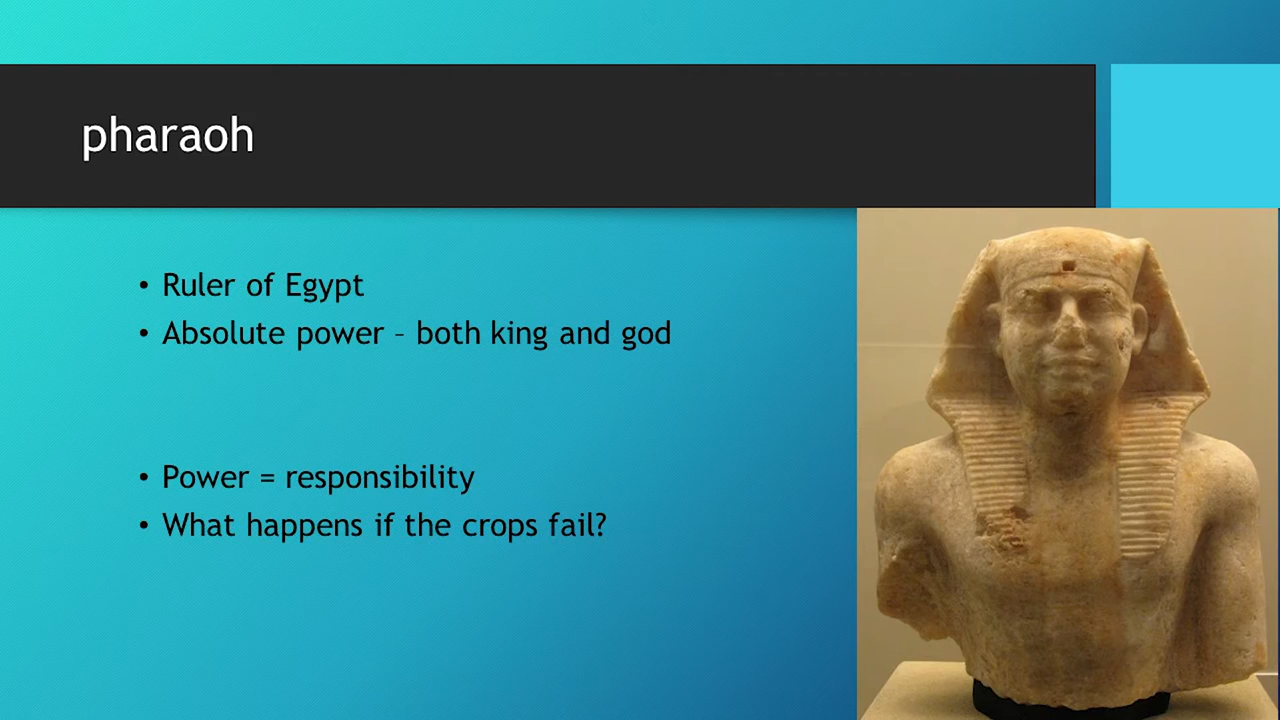 pharaoh
• Ruler of Egypt
• Absolute power – both king and god
• Power = responsibility
• What happens if the crops fail?